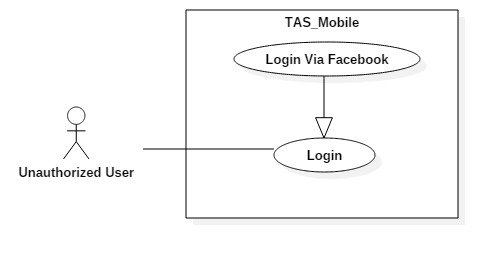 TAS_Mobile
Login Via Facebook
Login
Unauthorized User